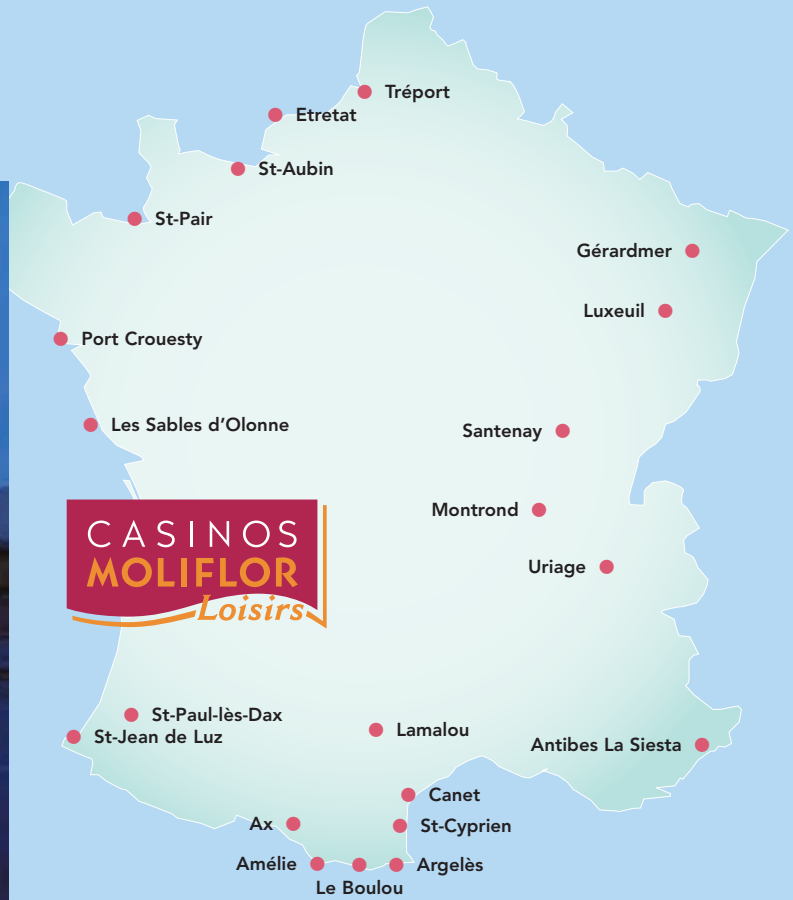 Tréport
Etretat
St-Aubin
St-Pair
Gérardmer
Luxeuil
Port Crouesty
Les Sables d'Olonne
Santenay
Montrond
Uriage
CASINOS
MOLIFLOR
Loisirs
St-Paul-lès-Dax
St-Jean de Luz
Lamalou
Antibes La Siesta
Canet
Ax
St-Cyprien
Amélie
Argelès
Le Boulou